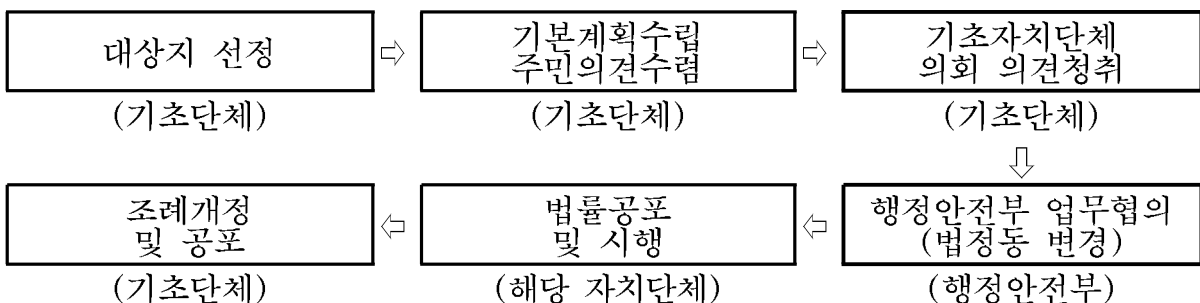 대상지 선정
(기초단체)
기본계획수립
주민의견수렴
(기초단체)
기초자치단체
의회 의견청취
(기초단체)
행정안전부 업무협의
(법정동 변경)
(행정안전부)
법률공포
및 시행
(해당 자치단체)
조례개정
및 공포
(기초단체)